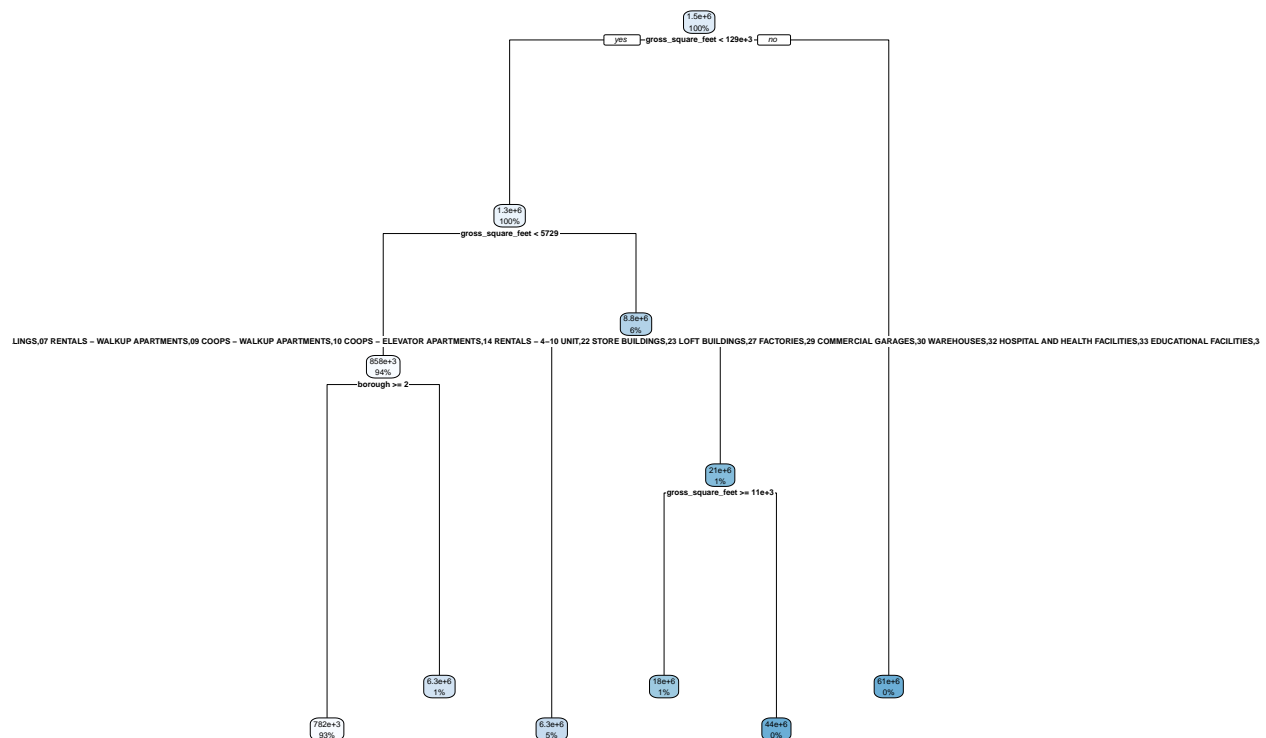 1.5e+6
100%
yes gross_square_feet < 129e+3 no
1.3e+6
100%
gross_square_feet < 5729
8.8e+6
6%
LINGS,07 RENTALS – WALKUP APARTMENTS,09 COOPS – WALKUP APARTMENTS,10 COOPS – ELEVATOR APARTMENTS,14 RENTALS – 4–10 UNIT,22 STORE BUILDINGS,23 LOFT BUILDINGS,27 FACTORIES,29 COMMERCIAL GARAGES,30 WAREHOUSES,32 HOSPITAL AND HEALTH FACILITIES,33 EDUCATIONAL FACILITIES,3
858e+3
94%
borough >= 2
21e+6
1%
gross_square_feet >= 11e+3
6.3e+6
1%
18e+6
1%
61e+6
0%
782e+3
93%
6.3e+6
5%
44e+6
0%